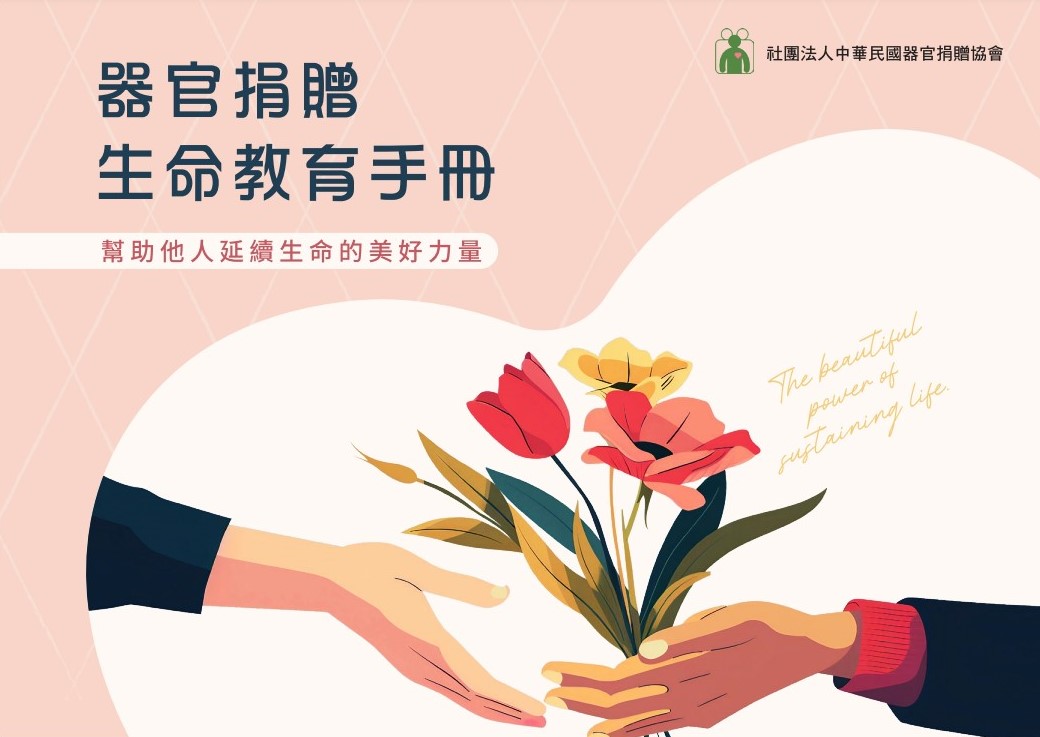 社團法人中華民國器官捐贈協會
器官捐贈
生命教育手冊
幫助他人延續生命的美好力量
The beautiful
power of
sustaining life.